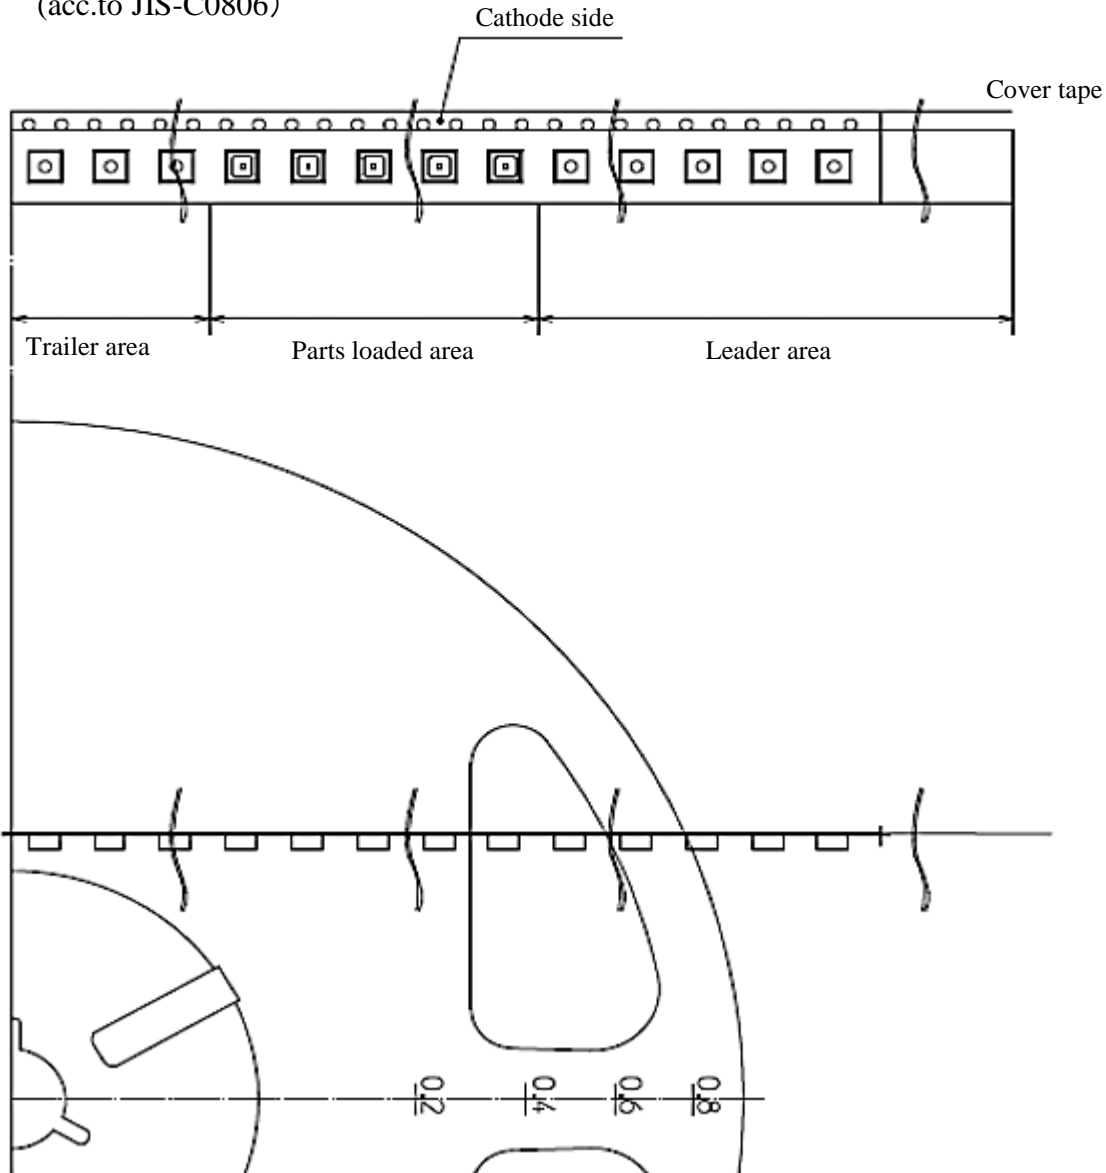 (acc.to JIS-C0806）
Cathode side
Cover tape
Trailer area
Parts loaded area
Leader area
0.2
0.4
0.6
0.8